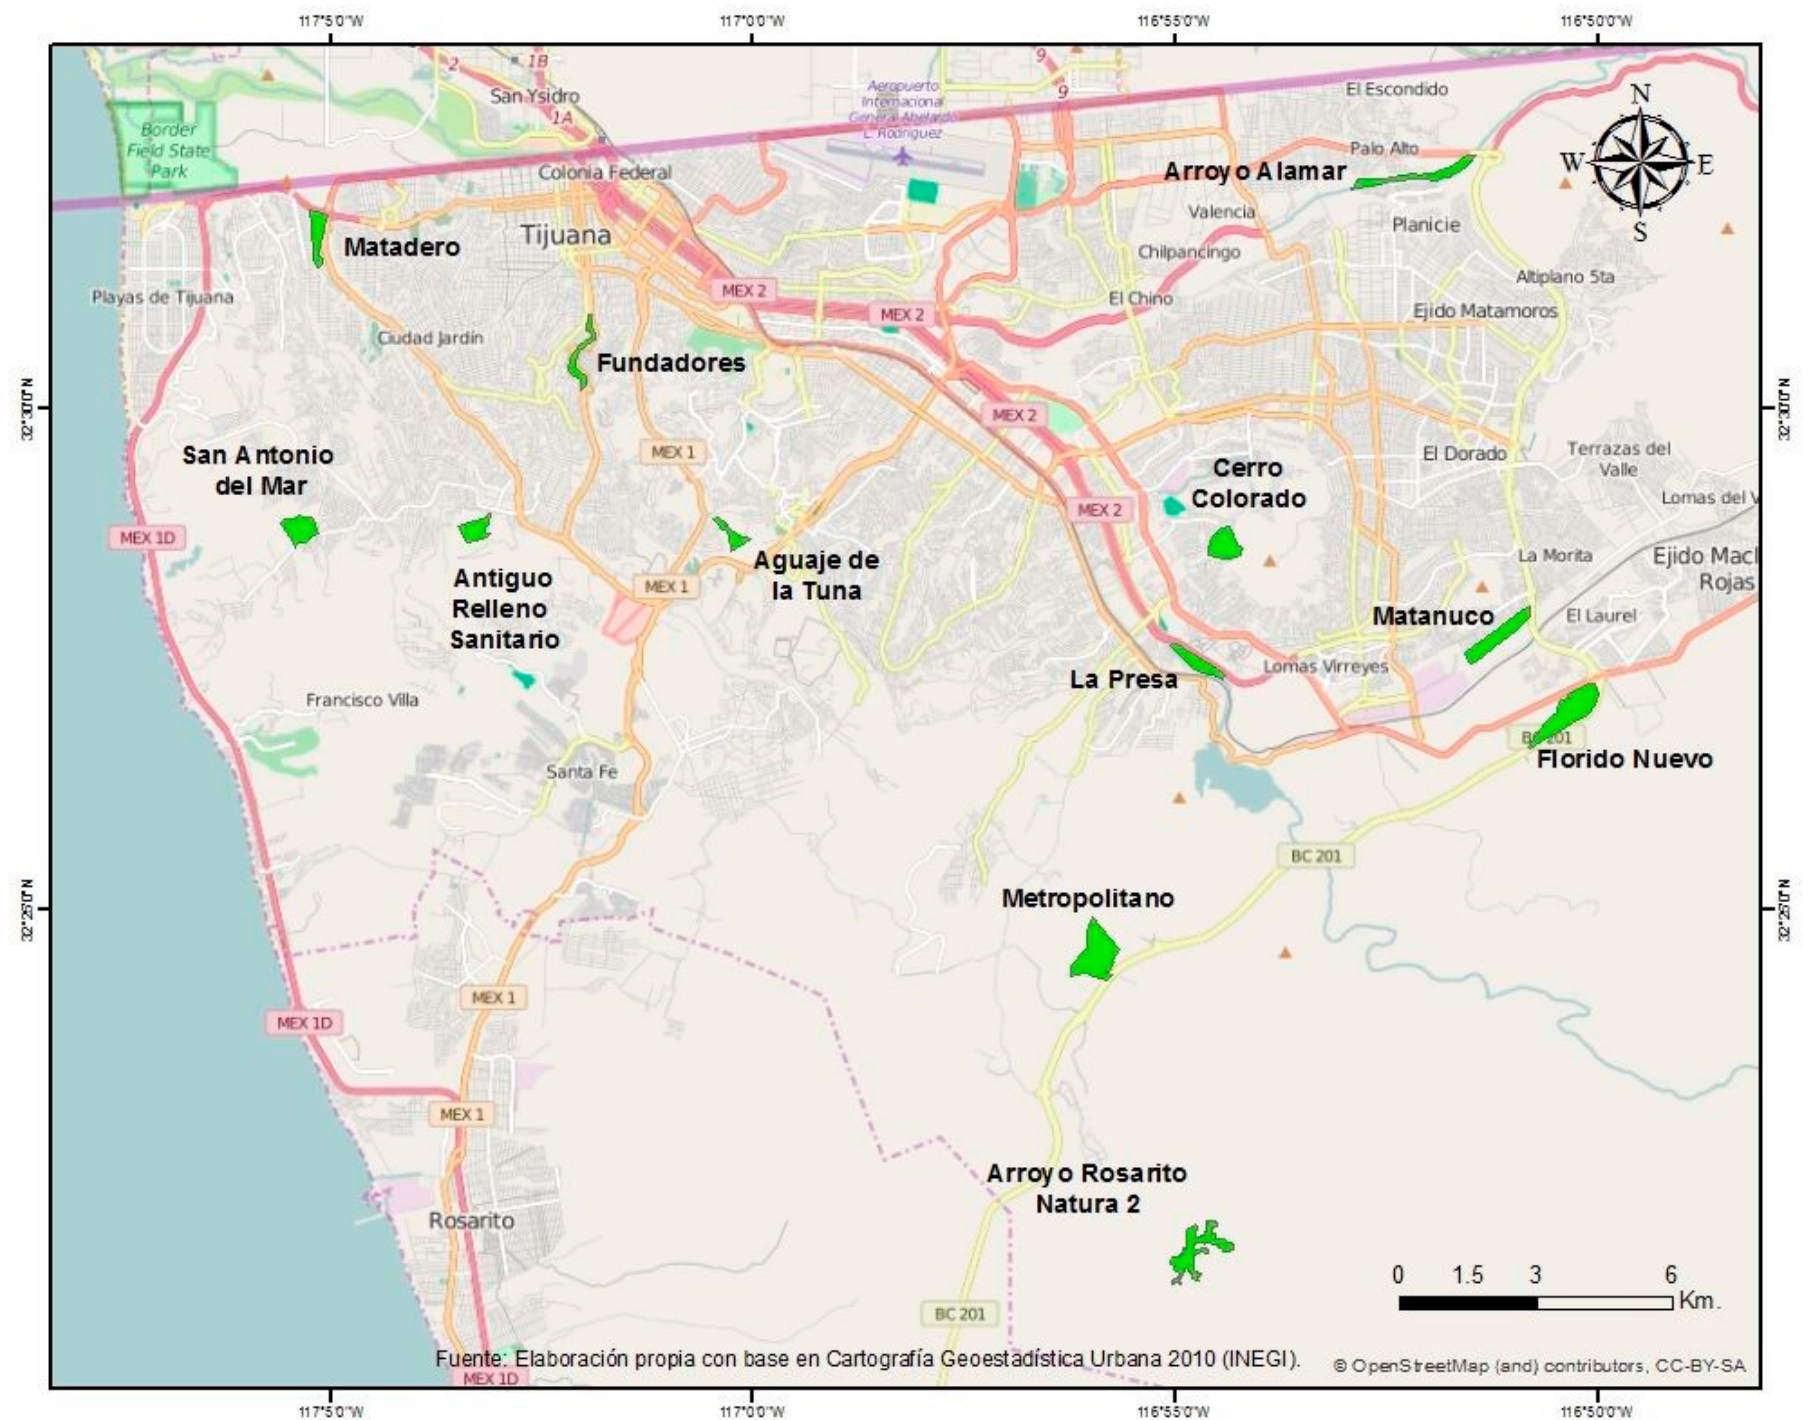 117°5'0"W
117°0'0"W
116°55'0"W
116°50'0"W
2
1B
9
San Ysidro
Aeropuerto
Internacional
General Abelardo
L. Rodríguez
El Escondido
N
1A
9
Border
Field State
Park
Colonia Federal
Palo Alto
Arroyo Alamar
W
E
Valencia
Planicie
S
Matadero
Tijuana
Chilpancingo
Altiplano 5ta
Playas de Tijuana
MEX 2
El Chino
MEX 2
Ejido Matamoros
Ciudad Jardín
Fundadores
32°30'0"N
32°30'0"N
MEX 2
San Antonio
del Mar
MEX 1
Cerro
Colorado
El Dorado
Terrazas del
Valle
Lomas del V
MEX 2
MEX 1D
Aguaje de
la Tuna
La Morita
Ejido Macl
Rojas
Antiguo
Relleno
Sanitario
MEX 1
Matanuco
El Laurel
La Presa
Lomas Virreyes
Francisco Villa
BC 201
Florido Nuevo
Santa Fe
BC 201
Metropolitano
32°25'0"N
32°25'0"N
MEX 1
MEX 1D
MEX 1
Arroyo Rosarito
Natura 2
Rosarito
0 1.5 3 6
Km.
BC 201
Fuente: Elaboración propia con base en Cartografía Geoestadística Urbana 2010 (INEGI).
© OpenStreetMap (and) contributors, CC-BY-SA
MEX 1D
117°5'0"W
117°0'0"W
116°55'0"W
116°50'0"W